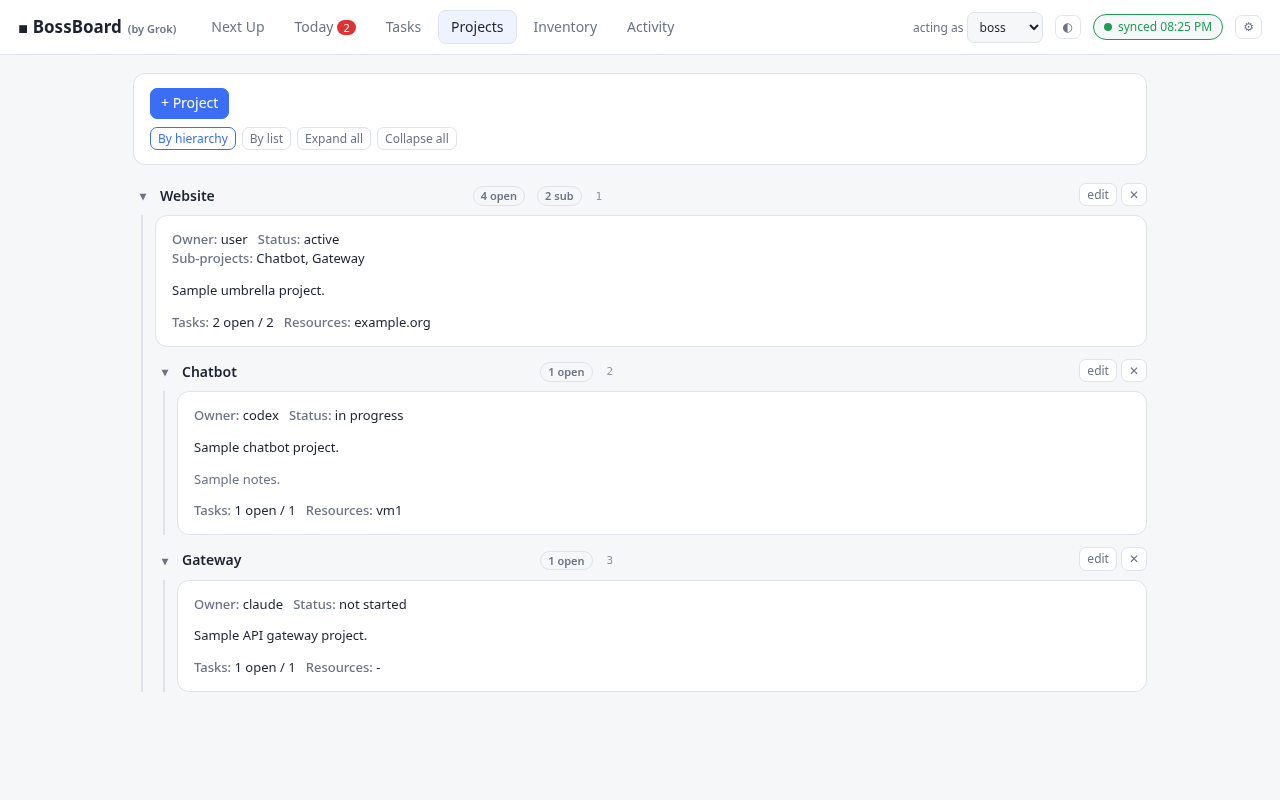 ■ BossBoard (by Grok) Next Up Today 2 Tasks Projects Inventory Activity acting as boss ◐ synced 08:25 PM ⚙
+ Project
By hierarchy By list Expand all Collapse all
▼ Website 4 open 2 sub 1 edit ✕
Owner: user Status: active
Sub-projects: Chatbot, Gateway
Sample umbrella project.
Tasks: 2 open / 2 Resources: example.org
▼ Chatbot 1 open 2 edit ✕
Owner: codex Status: in progress
Sample chatbot project.
Sample notes.
Tasks: 1 open / 1 Resources: vm1
▼ Gateway 1 open 3 edit ✕
Owner: claude Status: not started
Sample API gateway project.
Tasks: 1 open / 1 Resources: -